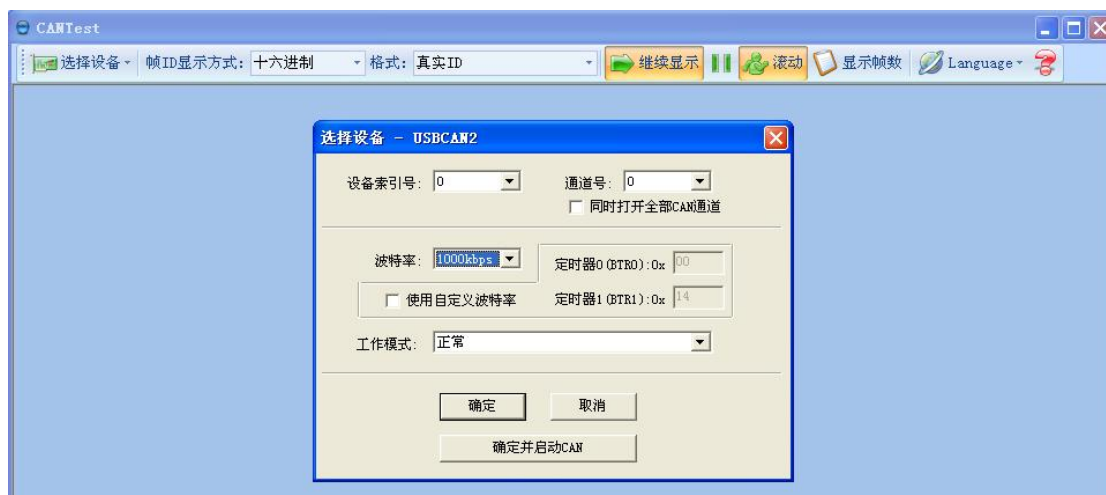 CANTest
选择设备 帧ID显示方式: 十六进制 格式: 真实ID 继续显示 滚动 显示帧数 Language
选择设备 - USBCAN2
设备索引号: 0 通道号: 0
同时打开全部CAN通道
波特率: 1000kbps 定时器0(BTR0):0x 00
使用自定义波特率 定时器1(BTR1):0x 14
工作模式: 正常
确定 取消
确定并启动CAN